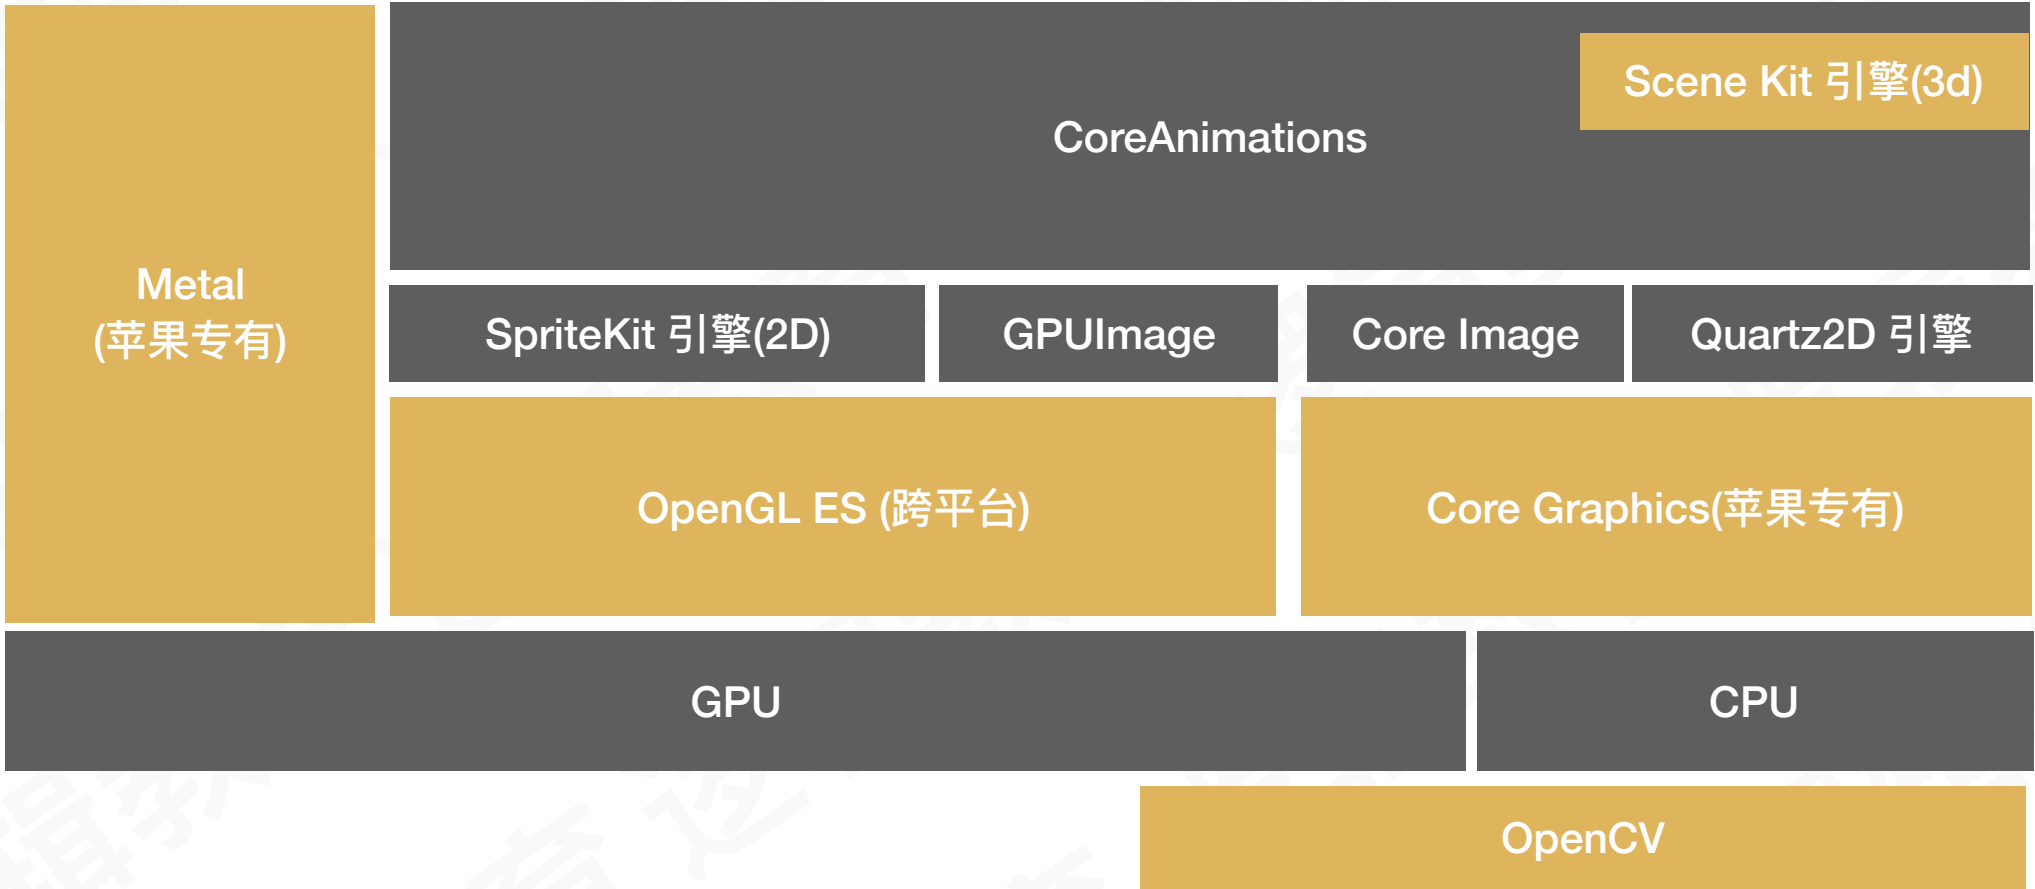 Scene Kit 引擎(3d)
CoreAnimations
Metal
(苹果专有)
SpriteKit 引擎(2D)
GPUImage
Core Image
Quartz2D 引擎
OpenGL ES (跨平台)
Core Graphics(苹果专有)
GPU
CPU
OpenCV